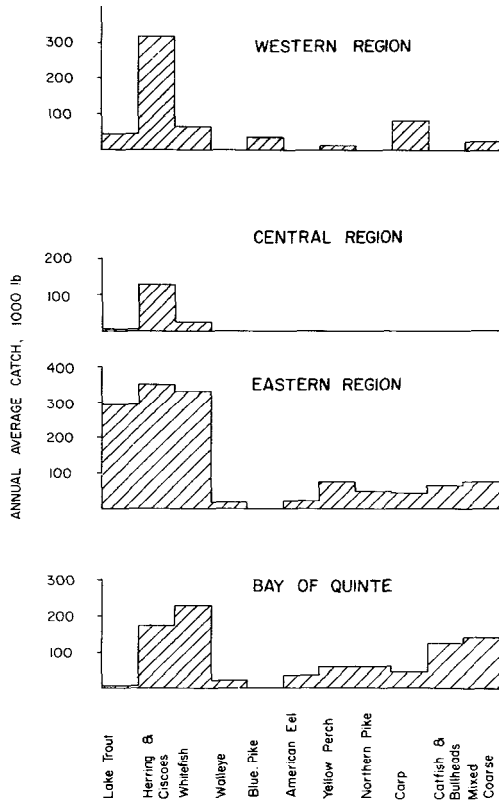 WESTERN REGION
300
200
100
CENTRAL REGION
200
100
EASTERN REGION
400
300
200
100
BAY OF QUINTE
300
200
100
ANNUAL AVERAGE CATCH, 1000 lb
Lake Trout
Herring &
Ciscoes
Whitefish
Walleye
Blue Pike
American Eel
Yellow Perch
Northern Pike
Carp
Catfish &
Bullheads
Mixed
Coarse